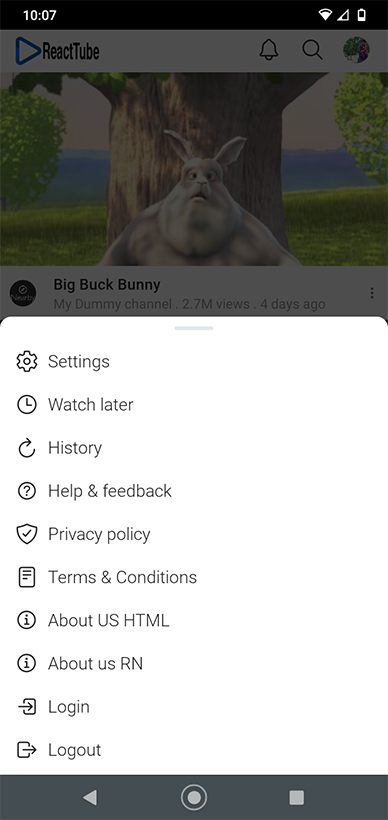 10:07
ReactTube
Nearby
Big Buck Bunny
My Dummy channel . 2.7M views . 4 days ago
Settings
Watch later
History
Help & feedback
Privacy policy
Terms & Conditions
About US HTML
About us RN
Login
Logout